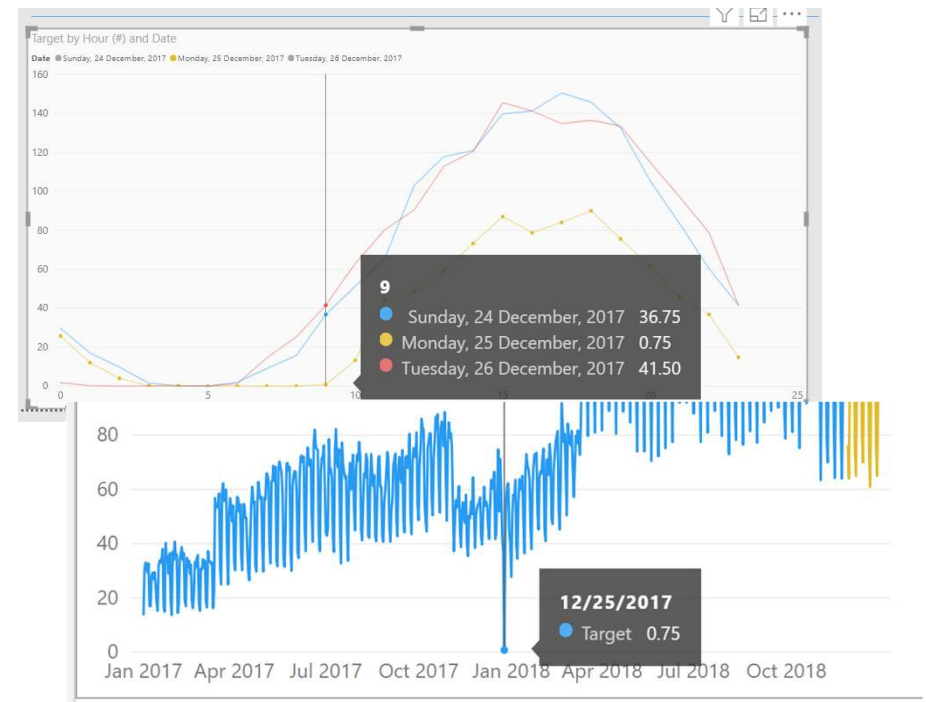 Target by Hour (#) and Date
Date Sunday, 24 December, 2017 Monday, 25 December, 2017 Tuesday, 26 December, 2017
160
140
120
100
80
60
40
20
0
0 5 10 15 20 25
9
Sunday, 24 December, 2017 36.75
Monday, 25 December, 2017 0.75
Tuesday, 26 December, 2017 41.50
80
60
40
20
0
12/25/2017
Target 0.75
Jan 2017 Apr 2017 Jul 2017 Oct 2017 Jan 2018 Apr 2018 Jul 2018 Oct 2018